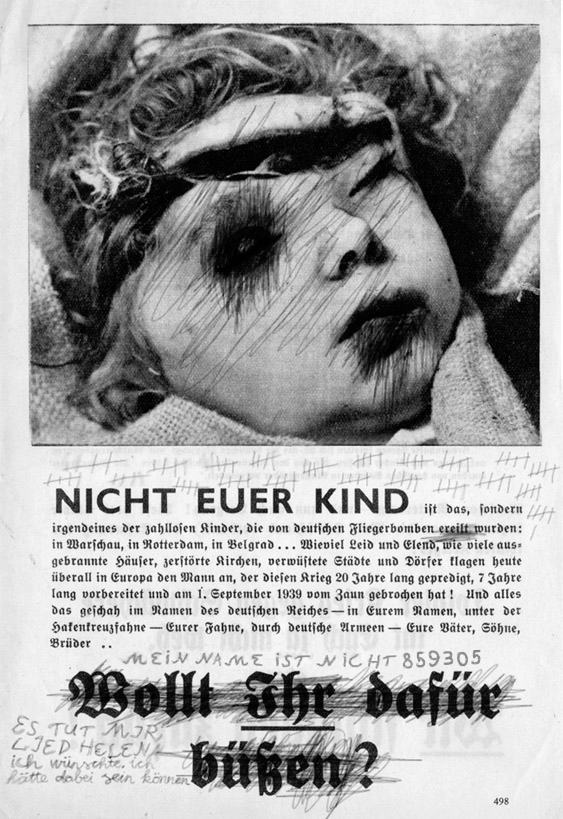 NICHT EUER KIND ist das, sondern
irgendeines der zahllosen Kinder, die von deutschen Fliegerbomben ereilt wurden:
in Warschau, in Rotterdam, in Belgrad ... Wieviel Leid und Elend, wie viele aus-
gebrannte Häuser, zerstörte Kirchen, verwüstete Städte und Dörfer klagen heute
überall in Europa den Mann an, der diesen Krieg 20 Jahre lang gepredigt, 7 Jahre
lang vorbereitet und am 1. September 1939 vom Zaun gebrochen hat! Und alles
das geschah im Namen des deutschen Reiches — in Eurem Namen, unter der
Hakenkreuzfahne — Eurer Fahne, durch deutsche Armeen — Eure Väter, Söhne,
Brüder ..
MEIN NAME IST NICHT 859305
Wollt Ihr dafür
büßen?
ES TUT MIR
LIED HELENA
ich wünschte, ich
hätte dabei sein können
498